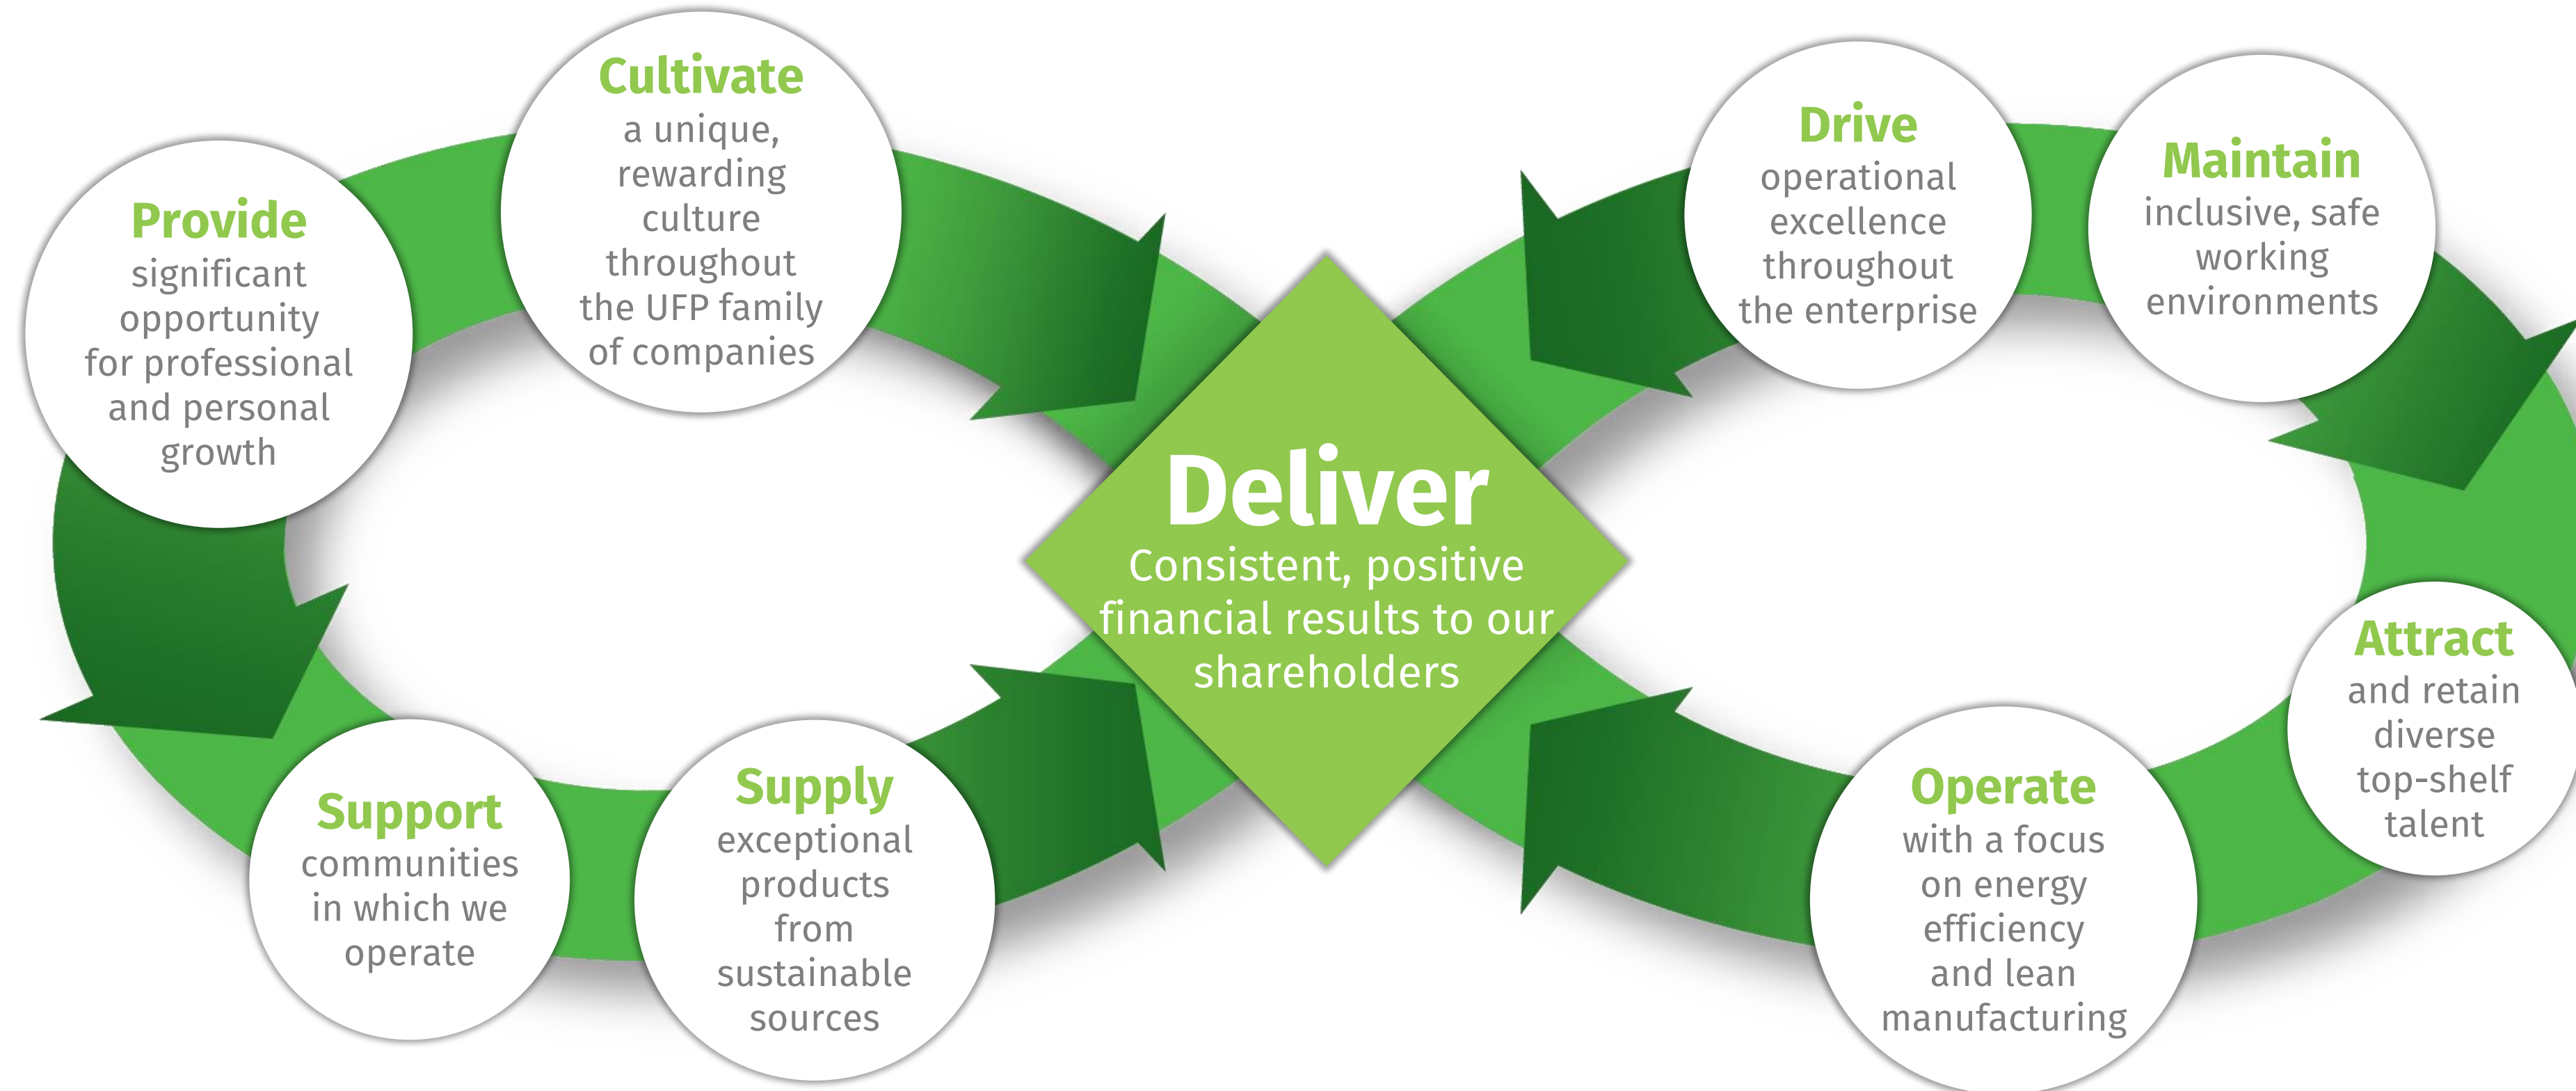 Provide
significant
opportunity
for professional
and personal
growth
Cultivate
a unique,
rewarding
culture
throughout
the UFP family
of companies
Drive
operational
excellence
throughout
the enterprise
Maintain
inclusive, safe
working
environments
Deliver
Consistent, positive
financial results to our
shareholders
Support
communities
in which we
operate
Supply
exceptional
products
from
sustainable
sources
Operate
with a focus
on energy
efficiency
and lean
manufacturing
Attract
and retain
diverse
top-shelf
talent